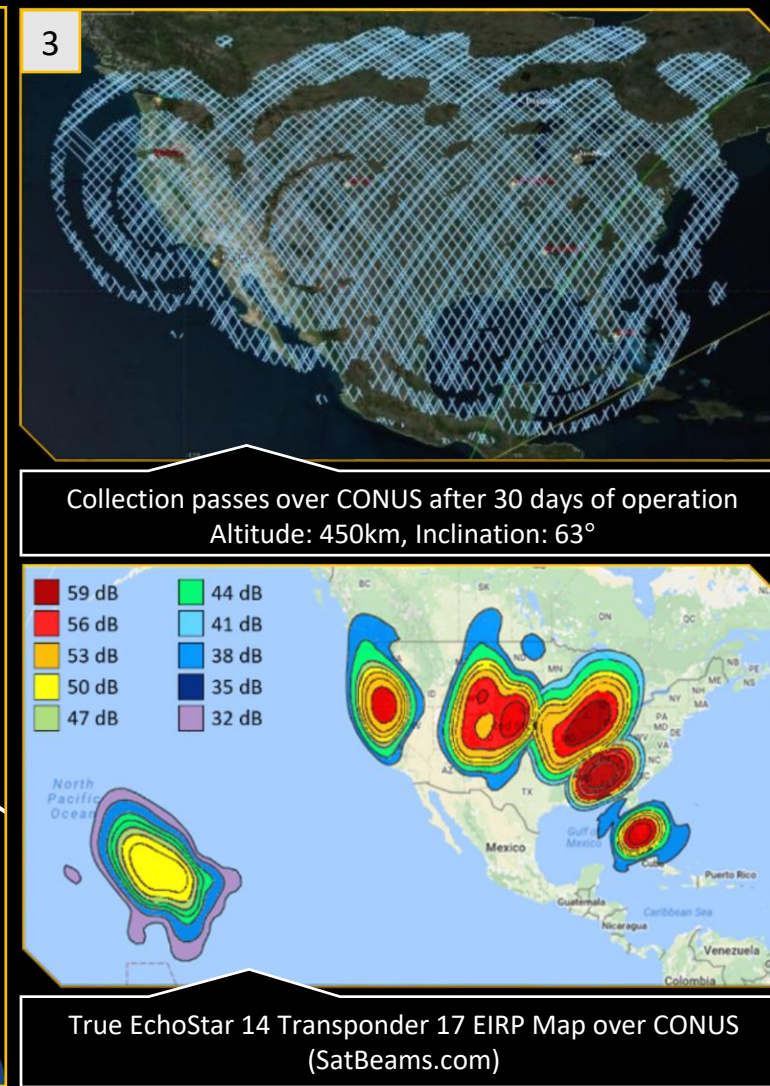 3
Collection passes over CONUS after 30 days of operation
Altitude: 450km, Inclination: 63°
59 dB
44 dB
56 dB
41 dB
53 dB
38 dB
50 dB
35 dB
47 dB
32 dB
BC
SK
ON
QC
NB
PE
ME
NS
ND
MN
ID
NY
NH
MA
PA
MD
DE
WV
VA
NC
AZ
TX
North
Pacific
Ocean
Gulf of
Mexico
Mexico
Cuba
Puerto Rico
Guatemala
Caribbean Sea
Nicaragua
Venezuela
Colombia
True EchoStar 14 Transponder 17 EIRP Map over CONUS
(SatBeams.com)